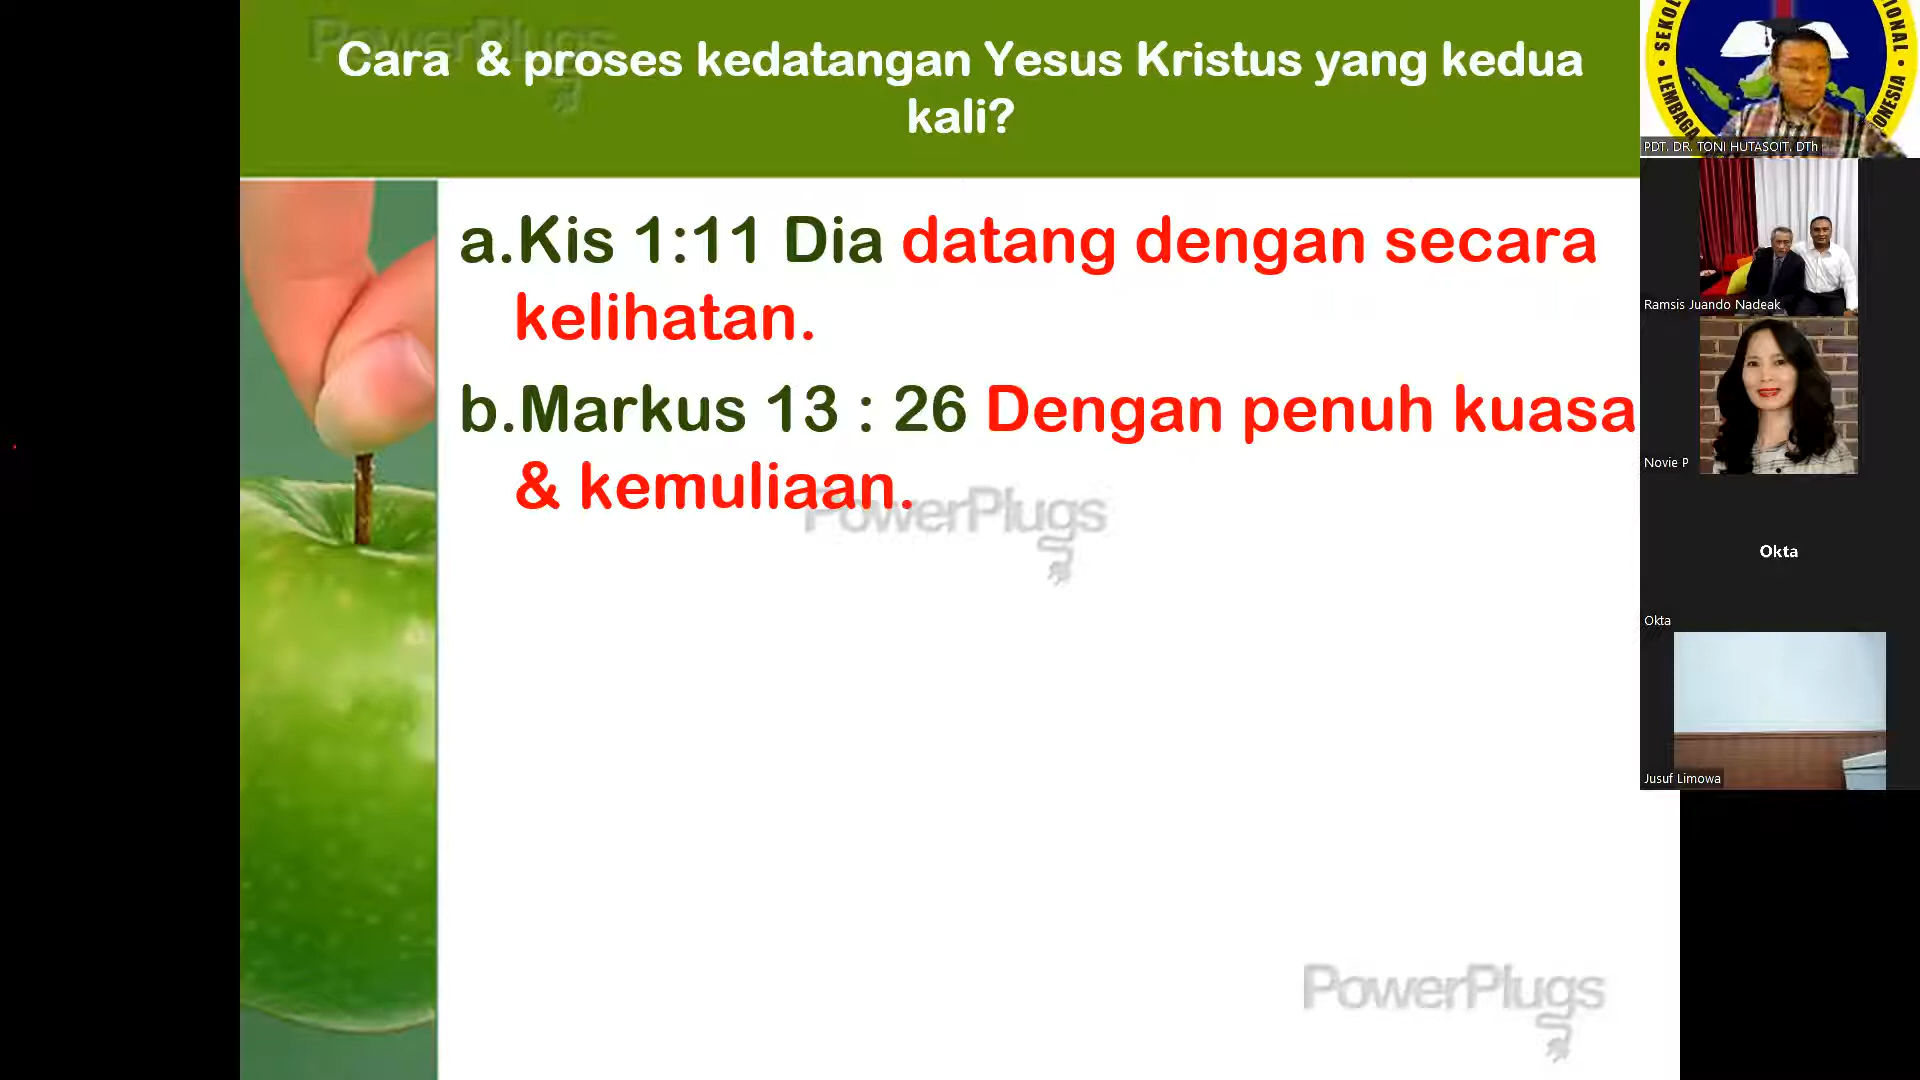 Cara & proses kedatangan Yesus Kristus yang kedua
kali?
a.Kis 1:11 Dia datang dengan secara
kelihatan.
b.Markus 13 : 26 Dengan penuh kuasa
& kemuliaan.
PowerPlugs
PowerPlugs
PowerPlugs
LEMBAGA
PDT. DR. TONI HUTASOIT. DTh
Ramsis Juando Nadeak
Novie P
Okta
Okta
Jusuf Limowa